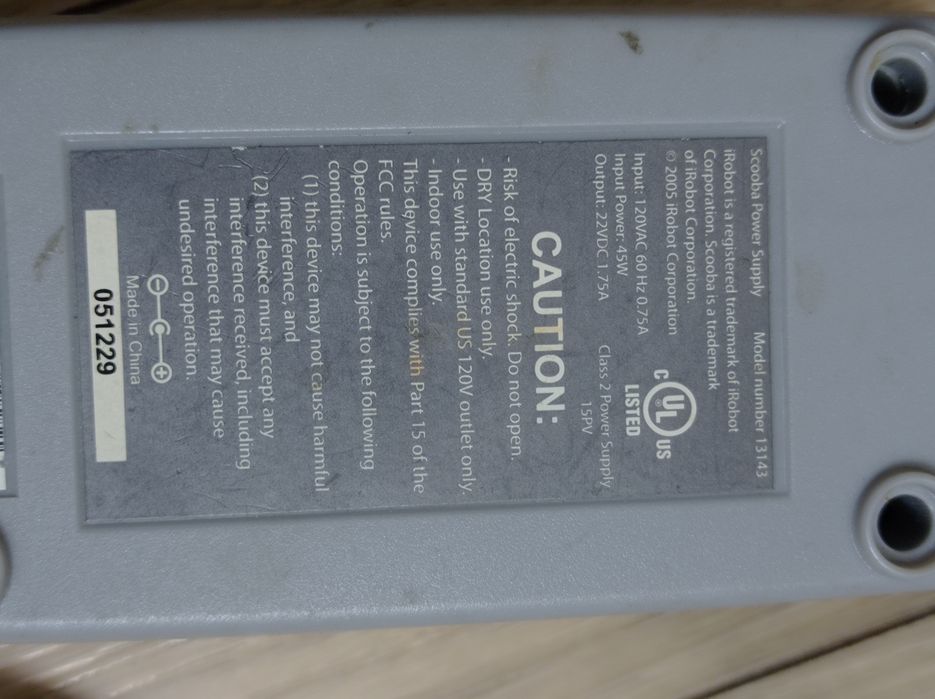 Scooba Power Supply Model number 13143
iRobot is a registered trademark of iRobot
Corporation. Scooba is a trademark
of iRobot Corporation.
© 2005 iRobot Corporation
Input: 120VAC 60 Hz 0.75A
Input Power: 45W
Output: 22VDC 1.75A
C UL US
®
LISTED
Class 2 Power Supply
15PV
CAUTION:
- Risk of electric shock. Do not open.
- DRY Location use only.
- Use with standard US 120V outlet only.
- Indoor use only.
This device complies with Part 15 of the
FCC rules.
Operation is subject to the following
conditions:
(1) this device may not cause harmful
interference, and
(2) this device must accept any
interference received, including
interference that may cause
undesired operation.
Made in China
051229